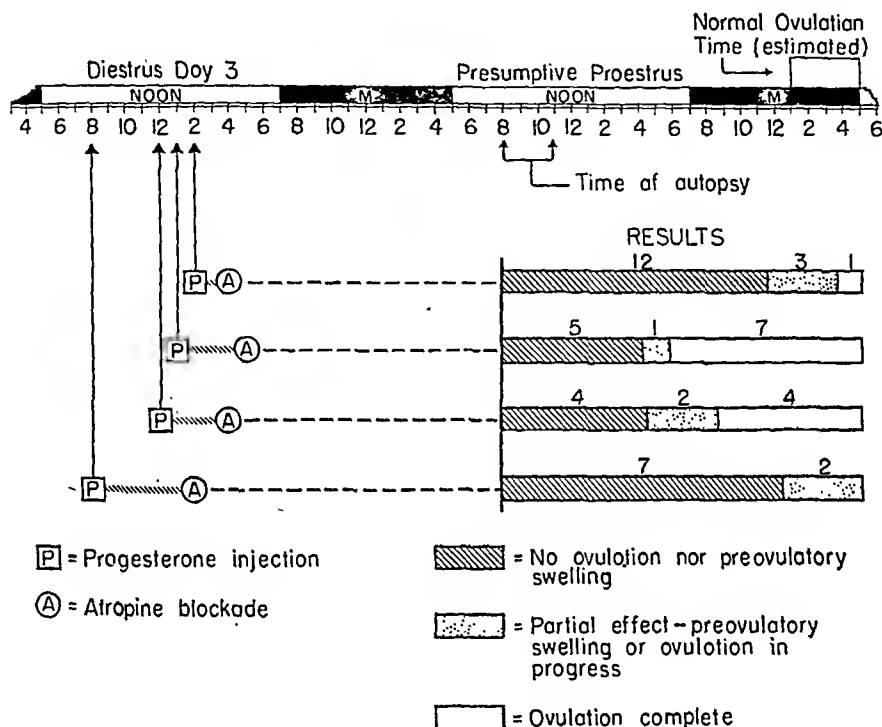 Normal Ovulation
Time (estimated)
Diestrus Doy 3
Presumptive Proestrus
NOON
M
NOON
M
4 6 8 10 12 2 4 6 8 10 12 2 4 6 8 10 12 2 4 6 8 10 12 2 4 6
Time of autopsy
RESULTS
12 3 1
P A
5 1 7
P A
4 2 4
P A
7 2
P A
P = Progesterone injection
A = Atropine blockade
= No ovulation nor preovulatory
swelling
= Partial effect-preovulatory
swelling or ovulation in
progress
= Ovulation complete